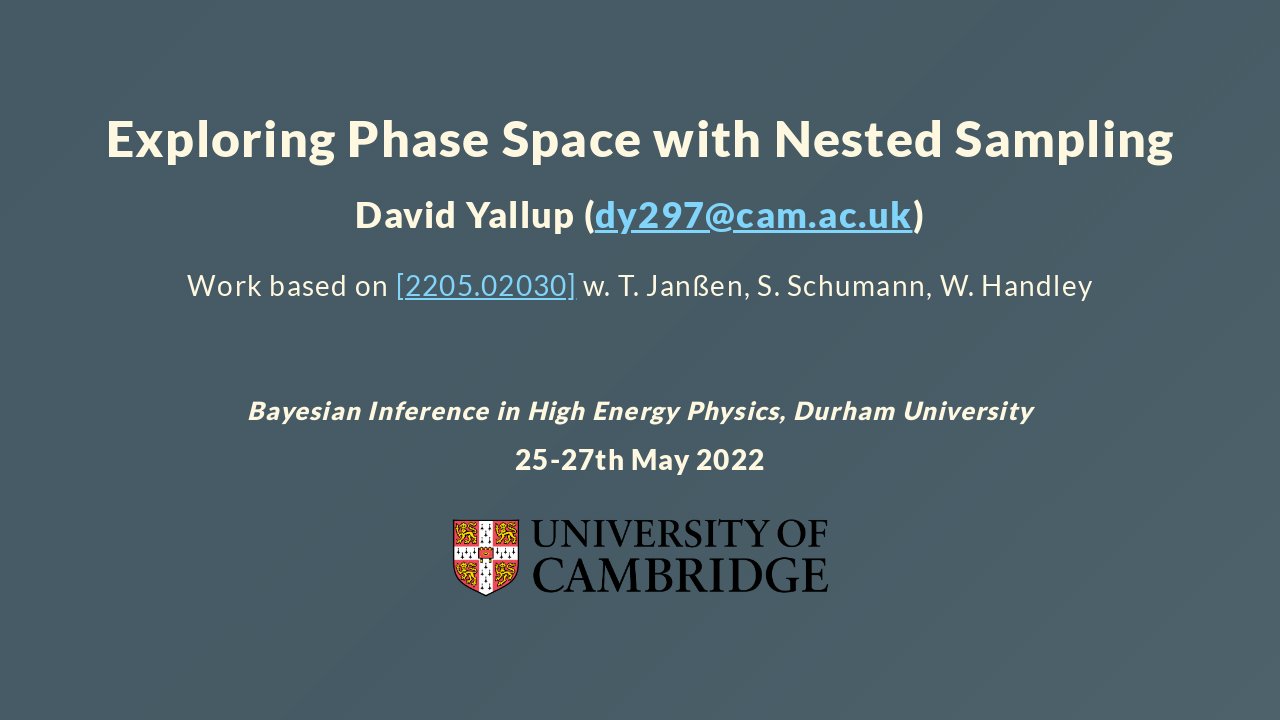 Exploring Phase Space with Nested Sampling
David Yallup (dy297@cam.ac.uk)
Work based on [2205.02030] w. T. Janßen, S. Schumann, W. Handley
Bayesian Inference in High Energy Physics, Durham University
25-27th May 2022
UNIVERSITY OF
CAMBRIDGE